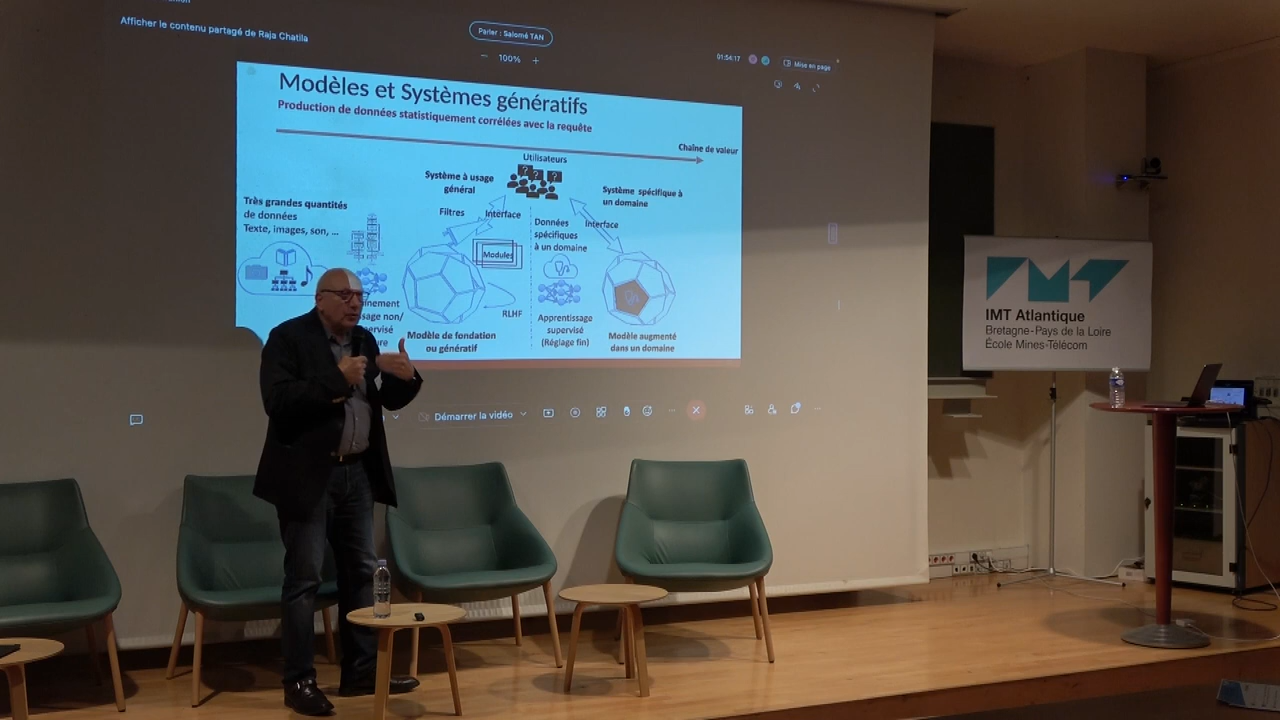 Afficher le contenu partagé de Raja Chatila
Parler : Salomé TAN
100%
01:54:17
Mise en page
Modèles et Systèmes génératifs
Production de données statistiquement corrélées avec la requête
Chaîne de valeur
Utilisateurs
Système à usage
général
Système spécifique à
un domaine
Très grandes quantités
de données
Texte, images, son, ...
Filtres
Interface
Données
spécifiques
à un domaine
Interface
Modules
RLHF
Modèle de fondation
ou génératif
Apprentissage
supervisé
(Réglage fin)
Modèle augmenté
dans un domaine
Démarrer la vidéo
IMT
IMT Atlantique
Bretagne-Pays de la Loire
École Mines-Télécom